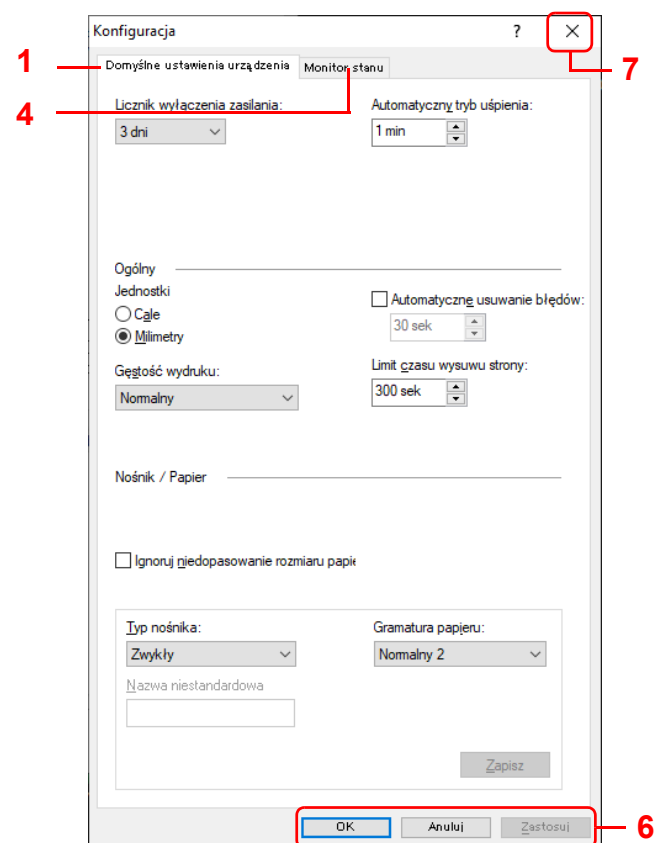 Konfiguracja ?
1 Domyślne ustawienia urządzenia Monitor stanu 7
4 Licznik wyłączenia zasilania: Automatyczny tryb uśpienia:
3 dni 1 min
Ogólny
Jednostki
Cale
Milimetry
Automatyczne usuwanie błędów:
30 sek
Gęstość wydruku:
Normalny
Limit czasu wysuwu strony:
300 sek
Nośnik / Papier
Ignoruj niedopasowanie rozmiaru papie
Typ nośnika: Gramatura papieru:
Zwykły Normalny 2
Nazwa niestandardowa
Zapisz
OK Anuluj Zastosuj 6